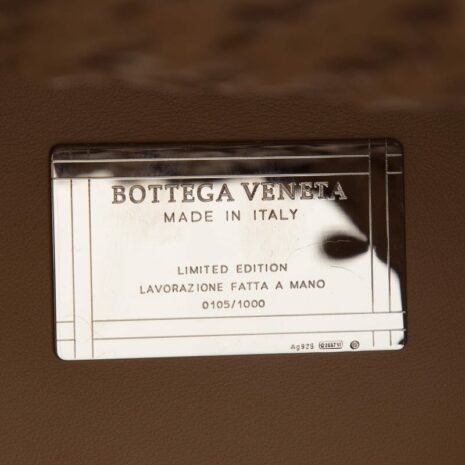 BOTTEGA VENETA
MADE IN ITALY
LIMITED EDITION
LAVORAZIONE FATTA A MANO
0105/1000
Ag925